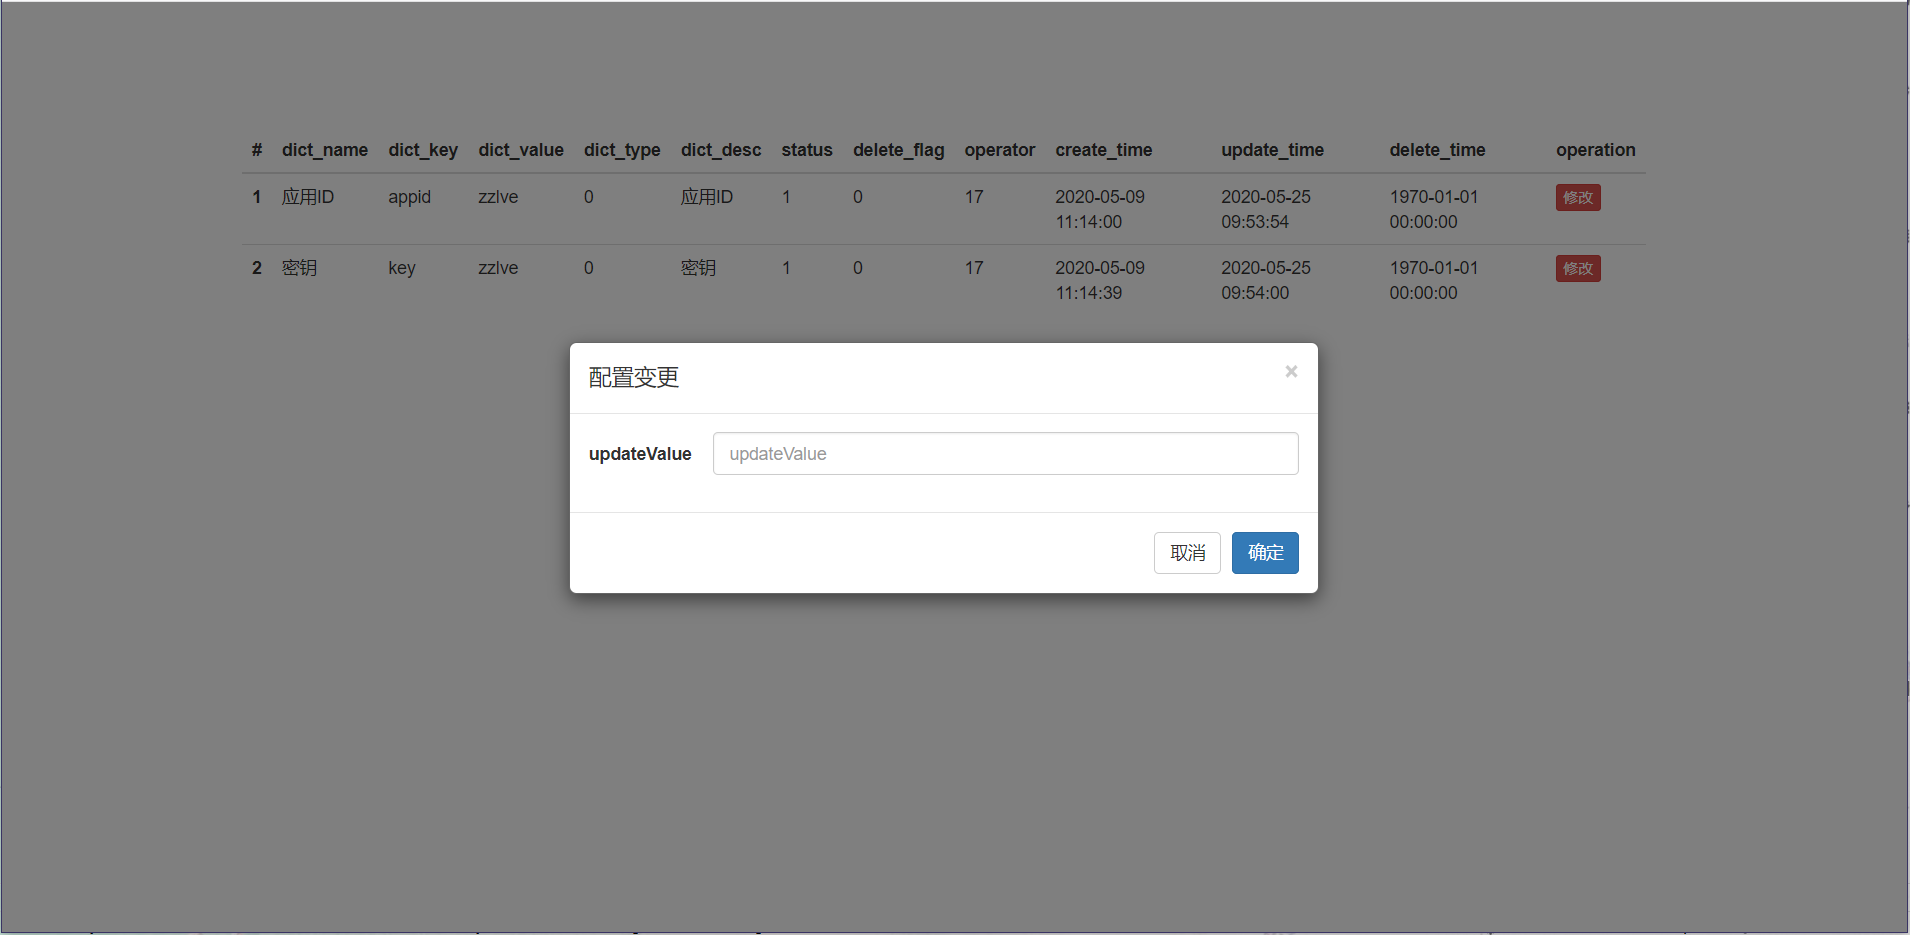 # dict_name dict_key dict_value dict_type dict_desc status delete_flag operator create_time update_time delete_time operation
1 应用ID appid zzlve 0 应用ID 1 0 17 2020-05-09 11:14:00 2020-05-25 09:53:54 1970-01-01 00:00:00 修改
2 密钥 key zzlve 0 密钥 1 0 17 2020-05-09 11:14:39 2020-05-25 09:54:00 1970-01-01 00:00:00 修改
配置变更 ×
updateValue updateValue
取消 确定